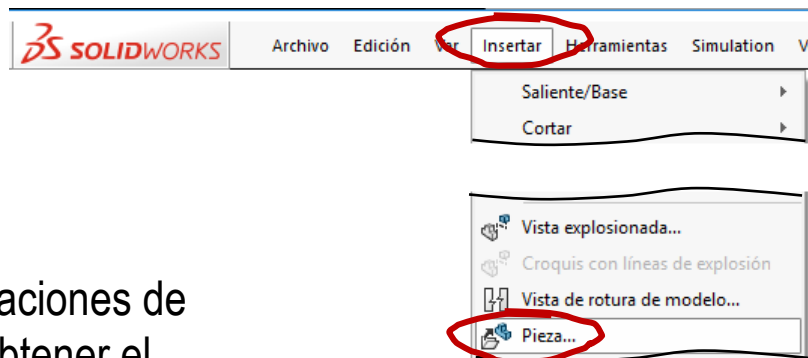 SOLIDWORKS Archivo Edición Ver Insertar Herramientas Simulation V
Saliente/Base
Cortar
Vista explosionada...
Croquis con líneas de explosión
Vista de rotura de modelo...
Pieza...
aciones de
btener el